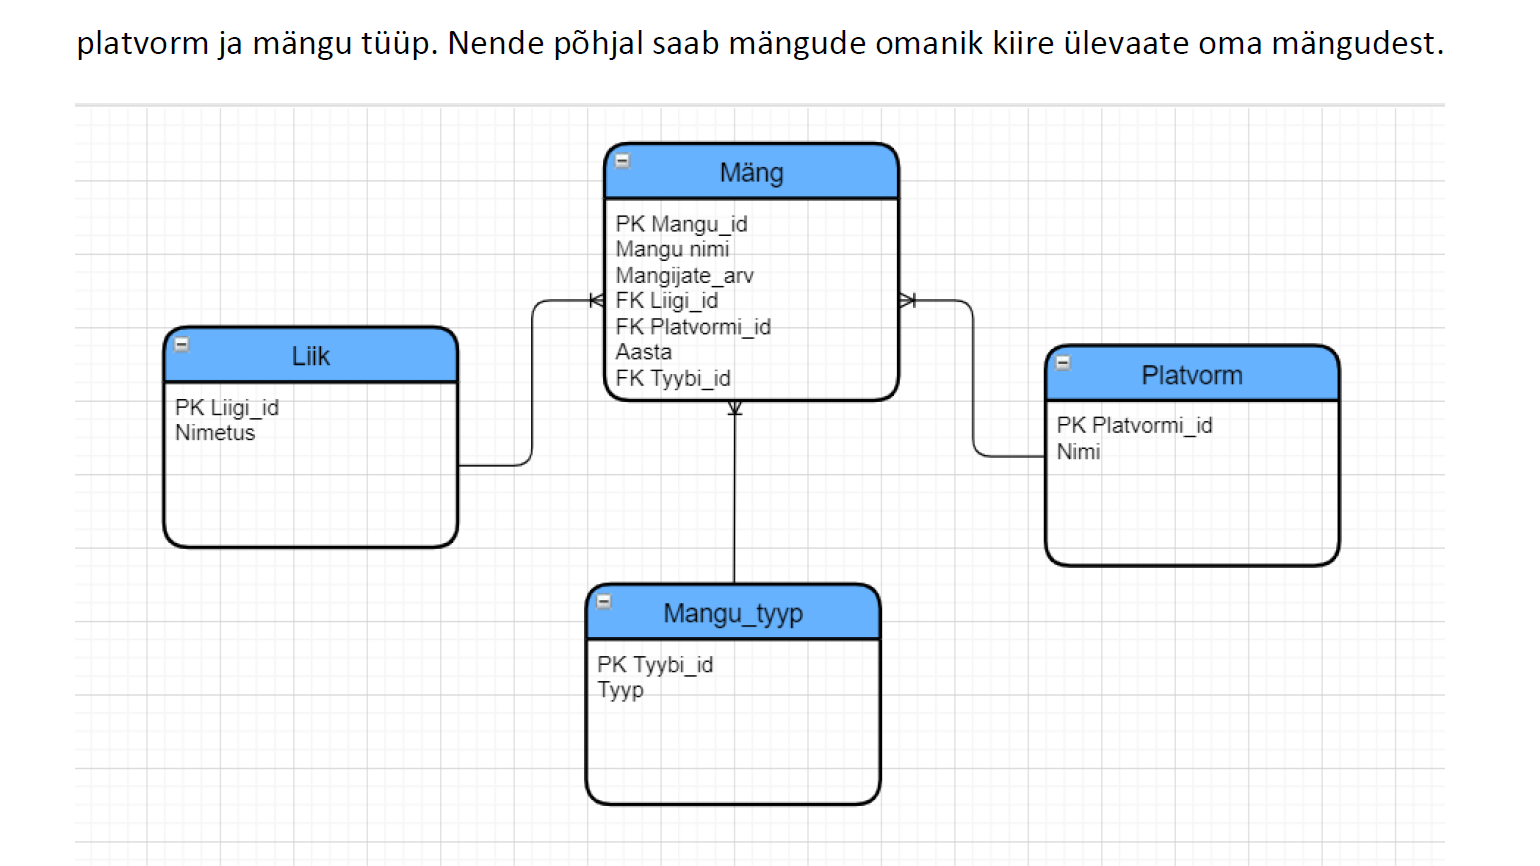 platvorm ja mängu tüüp. Nende põhjal saab mängude omanik kiire ülevaate oma mängudest.
Mäng
PK Mangu_id
Mangu nimi
Mangijate_arv
FK Liigi_id
FK Platvormi_id
Aasta
FK Tyybi_id
Liik
PK Liigi_id
Nimetus
Platvorm
PK Platvormi_id
Nimi
Mangu_tyyp
PK Tyybi_id
Tyyp